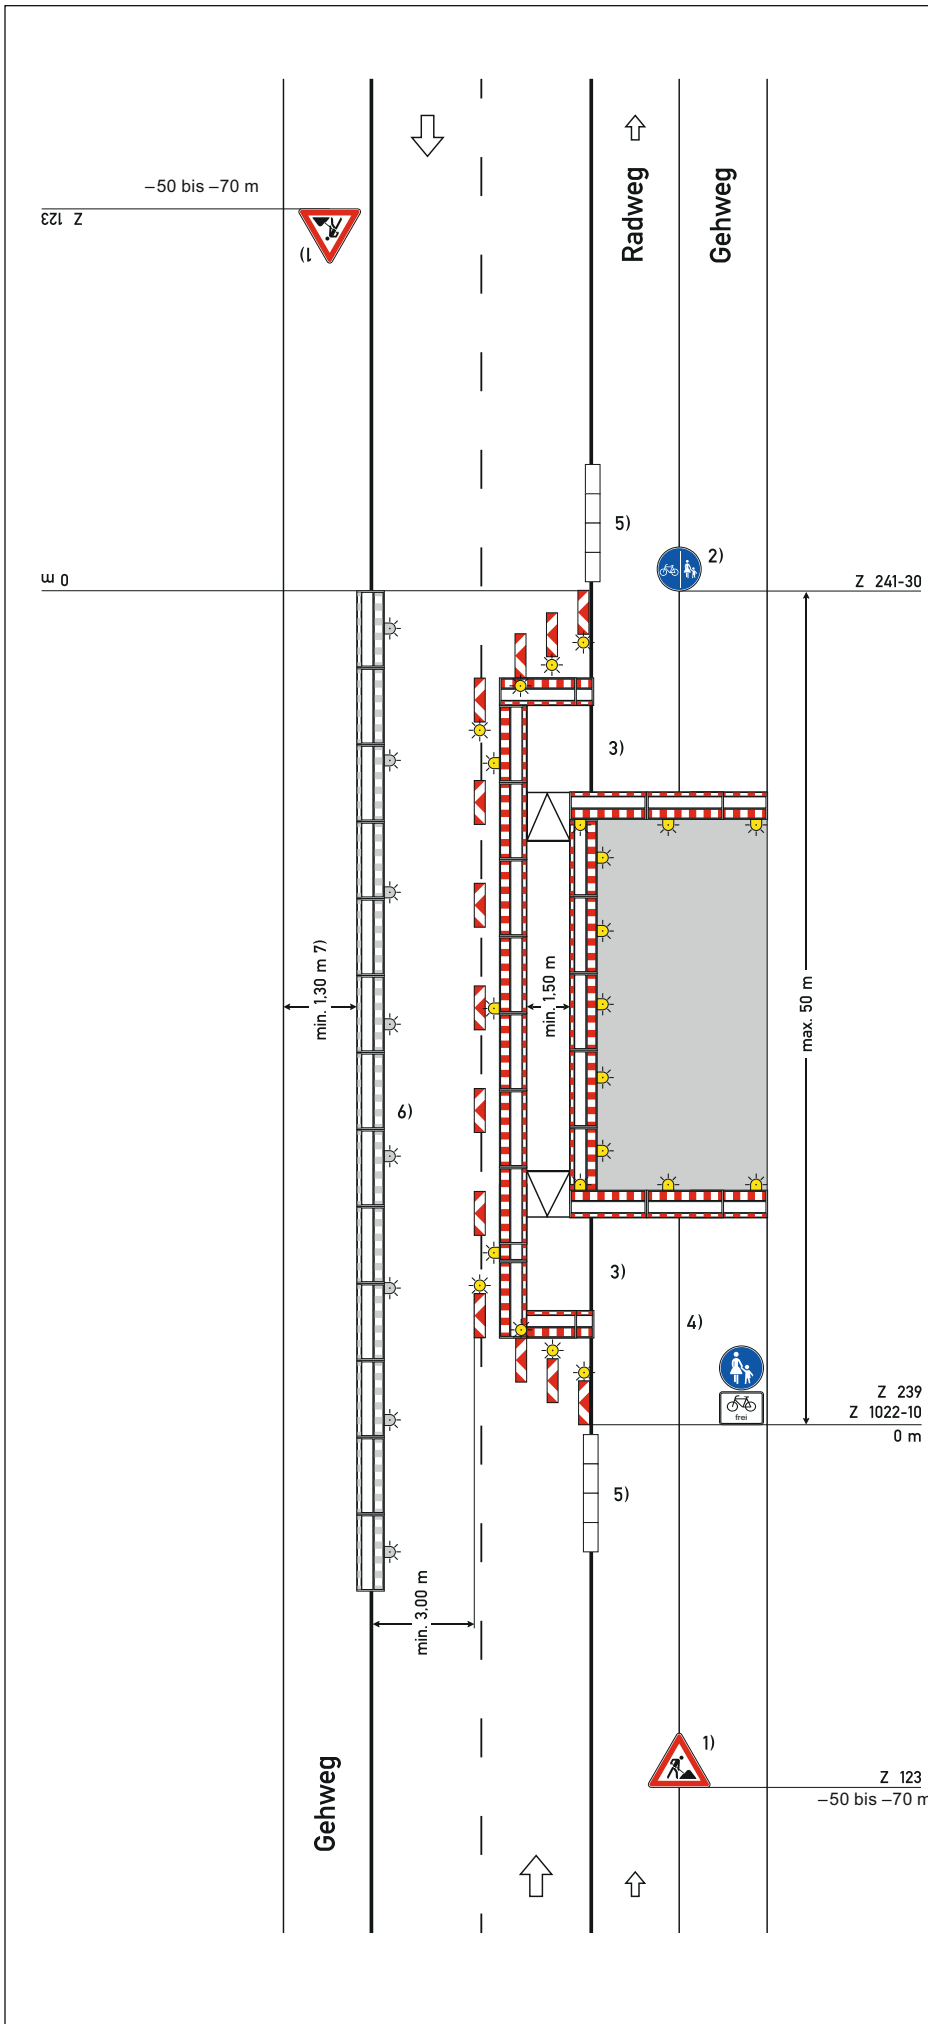 Radweg
Gehweg
–50 bis –70 m
Z 123
1)
5)
2)
0 m
Z 241-30
3)
min. 1,30 m 7)
min. 1,50 m
max. 50 m
6)
3)
4)
Z 239
frei
Z 1022-10
0 m
5)
min. 3,00 m
1)
Gehweg
Z 123
–50 bis –70 m